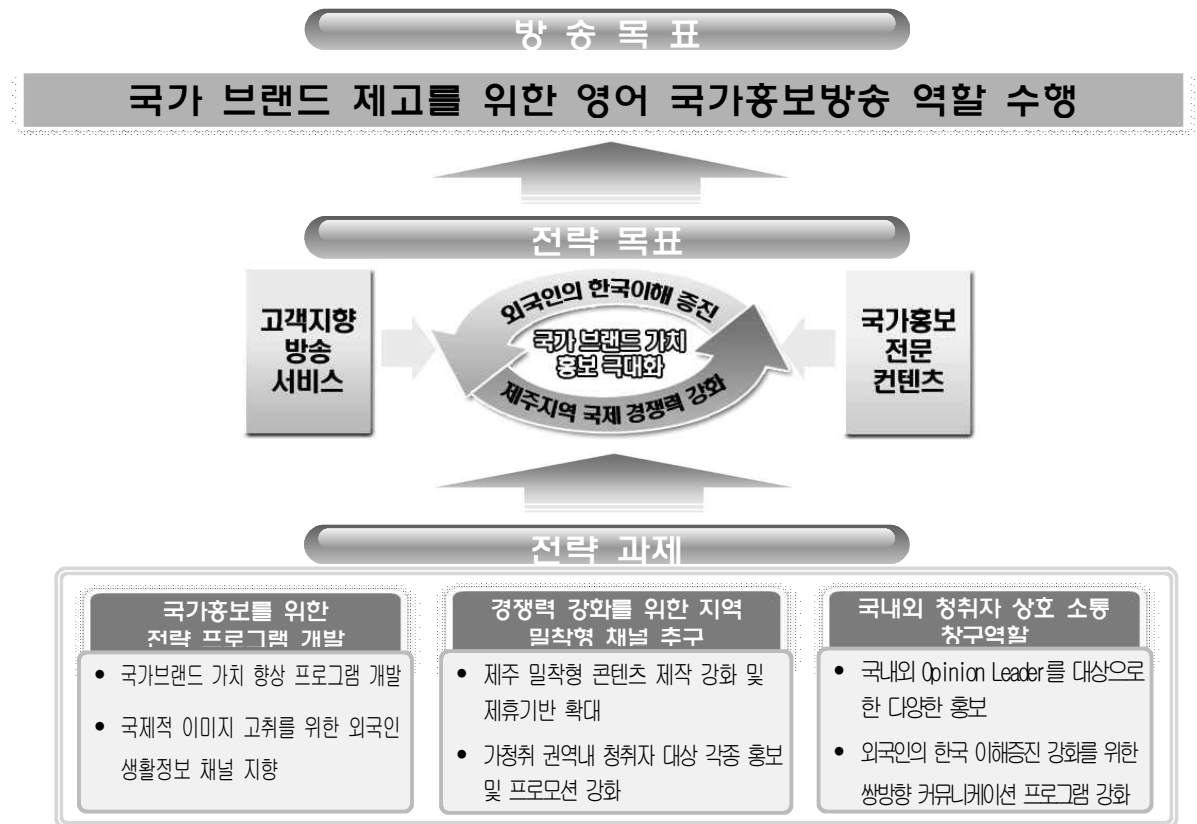 방 송 목 표
국가 브랜드 제고를 위한 영어 국가홍보방송 역할 수행
전략 목표
고객지향
방송
서비스
외국인의 한국이해 증진
국가 브랜드 가치
홍보 극대화
제주지역 국제 경쟁력 강화
국가홍보
전문
컨텐츠
전략 과제
국가홍보를 위한
전략 프로그램 개발
• 국가브랜드 가치 향상 프로그램 개발
• 국제적 이미지 고취를 위한 외국인
생활정보 채널 지향
경쟁력 강화를 위한 지역
밀착형 채널 추구
• 제주 밀착형 콘텐츠 제작 강화 및
제휴기반 확대
• 가청취 권역내 청취자 대상 각종 홍보
및 프로모션 강화
국내외 청취자 상호 소통
창구역할
• 국내외 Opinion Leader를 대상으로
한 다양한 홍보
• 외국인의 한국 이해증진 강화를 위한
쌍방향 커뮤니케이션 프로그램 강화